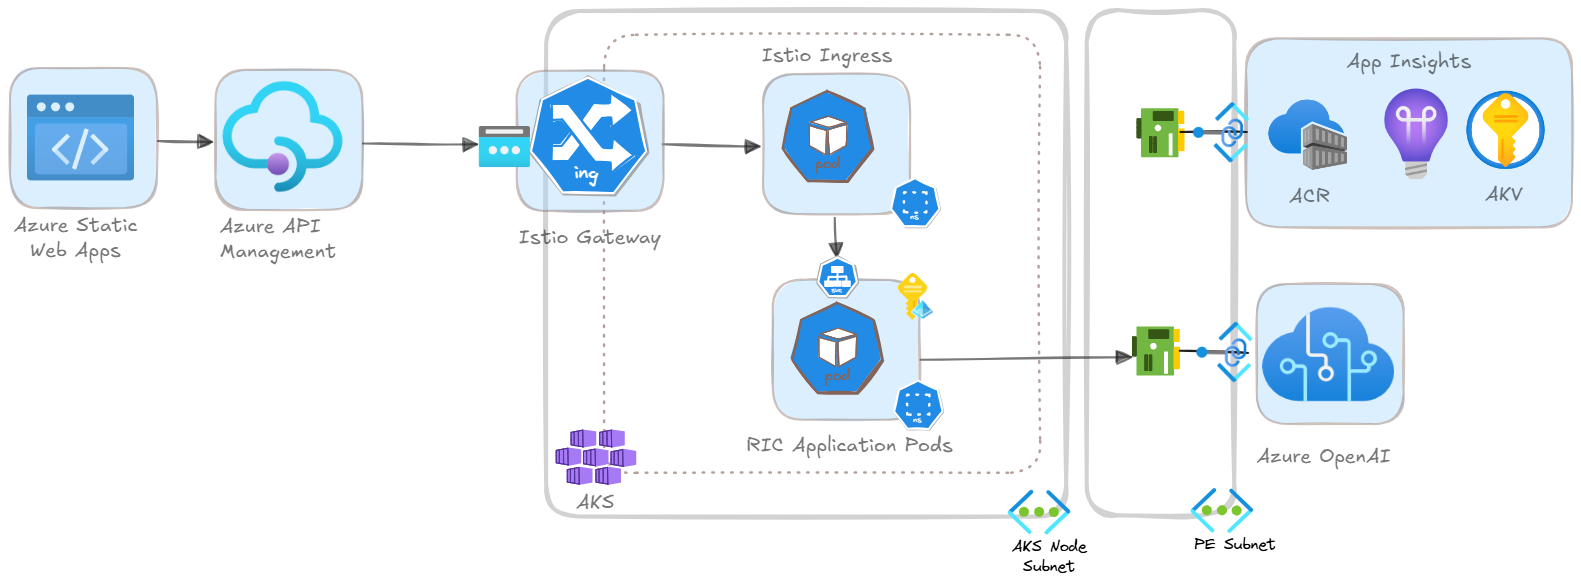 Azure Static
Web Apps
Azure API
Management
ing
Istio Gateway
Istio Ingress
pod
ns
svc
pod
ns
RIC Application Pods
AKS
AKS Node
Subnet
PE Subnet
App Insights
ACR
AKV
Azure OpenAI